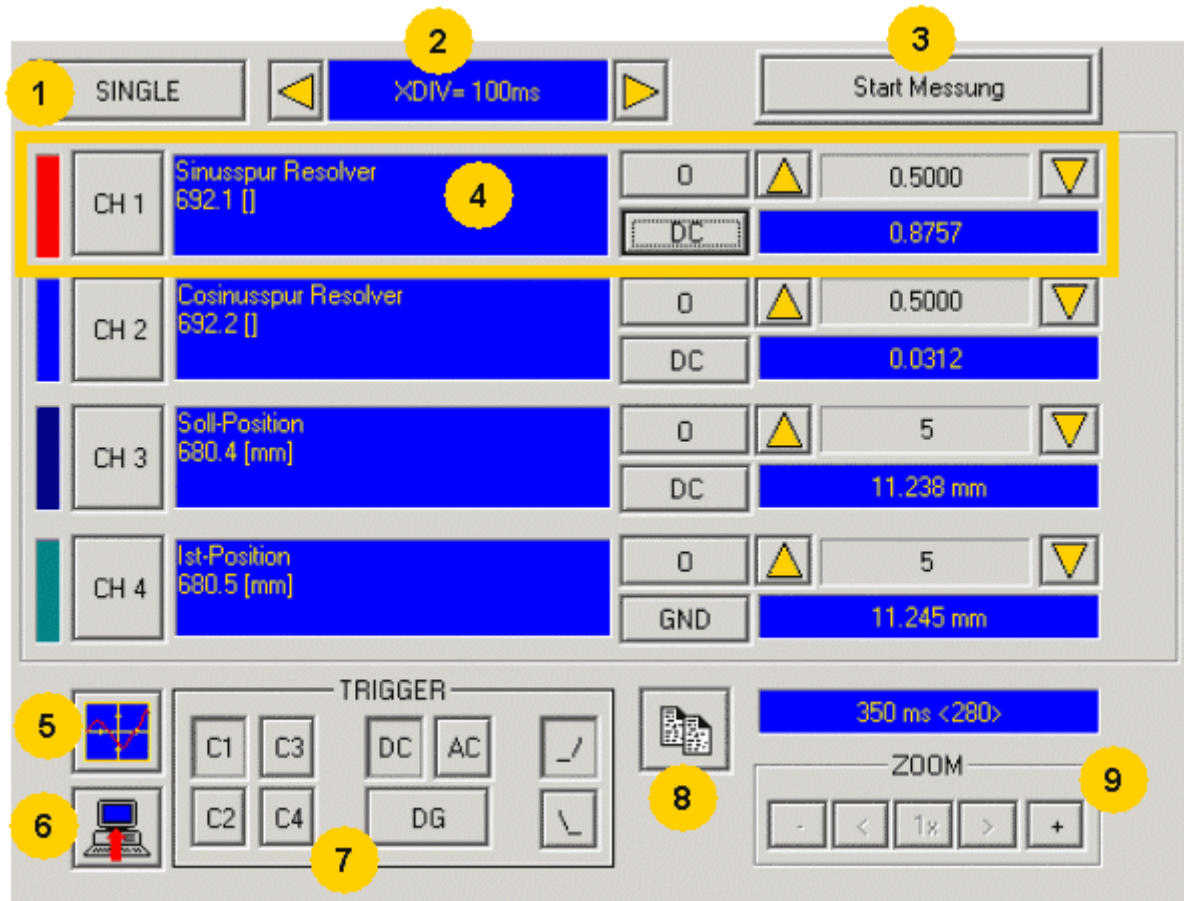 2
3
1
SINGLE
XDIV= 100ms
Start Messung
CH 1
Sinusspur Resolver
692.1 []
4
0
0.5000
DC
0.8757
CH 2
Cosinusspur Resolver
692.2 []
0
0.5000
DC
0.0312
CH 3
Soll-Position
680.4 [mm]
0
5
DC
11.238 mm
CH 4
Ist-Position
680.5 [mm]
0
5
GND
11.245 mm
5
6
TRIGGER
C1
C3
DC
AC
_/
C2
C4
DG
\_
7
8
350 ms <280>
ZOOM
9
-
<
1x
>
+